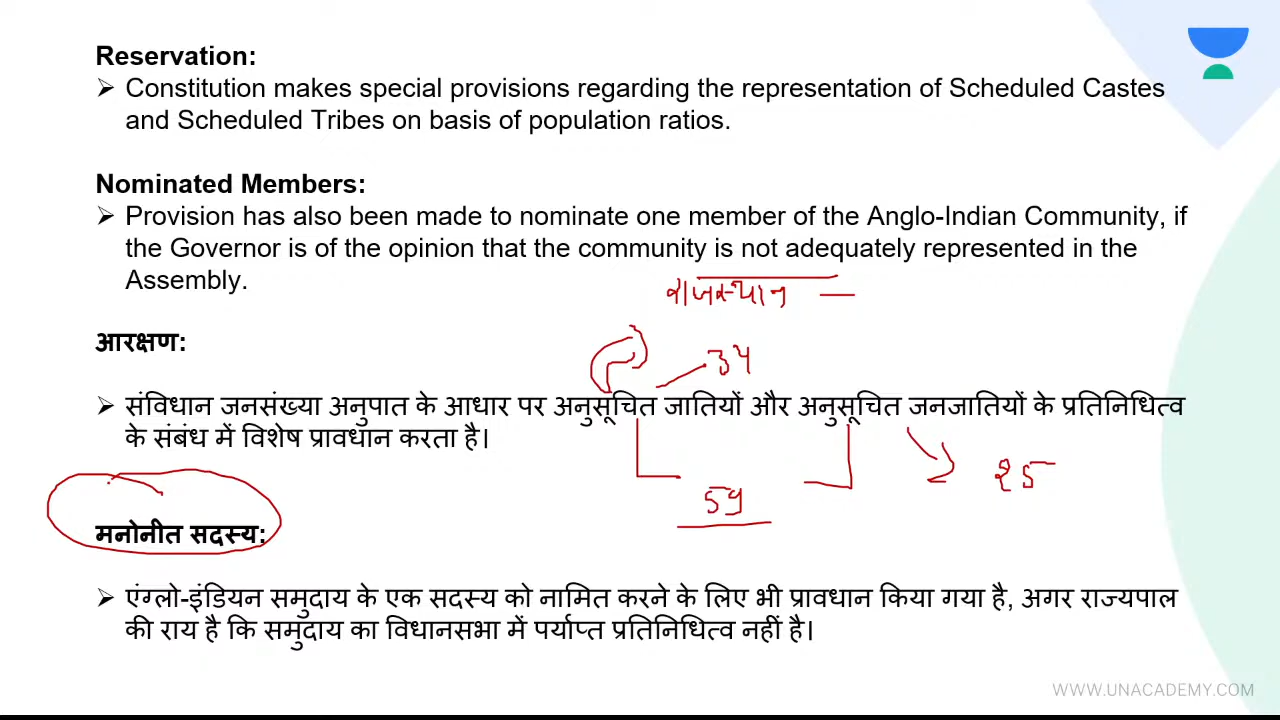 Reservation:
➢ Constitution makes special provisions regarding the representation of Scheduled Castes
and Scheduled Tribes on basis of population ratios.
Nominated Members:
➢ Provision has also been made to nominate one member of the Anglo-Indian Community, if
the Governor is of the opinion that the community is not adequately represented in the
Assembly.
राजस्थान —
आरक्षण:
34
➢ संविधान जनसंख्या अनुपात के आधार पर अनुसूचित जातियों और अनुसूचित जनजातियों के प्रतिनिधित्व
के संबंध में विशेष प्रावधान करता है।
25
59
मनोनीत सदस्य:
➢ एंग्लो-इंडियन समुदाय के एक सदस्य को नामित करने के लिए भी प्रावधान किया गया है, अगर राज्यपाल
की राय है कि समुदाय का विधानसभा में पर्याप्त प्रतिनिधित्व नहीं है।
WWW.UNACADEMY.COM